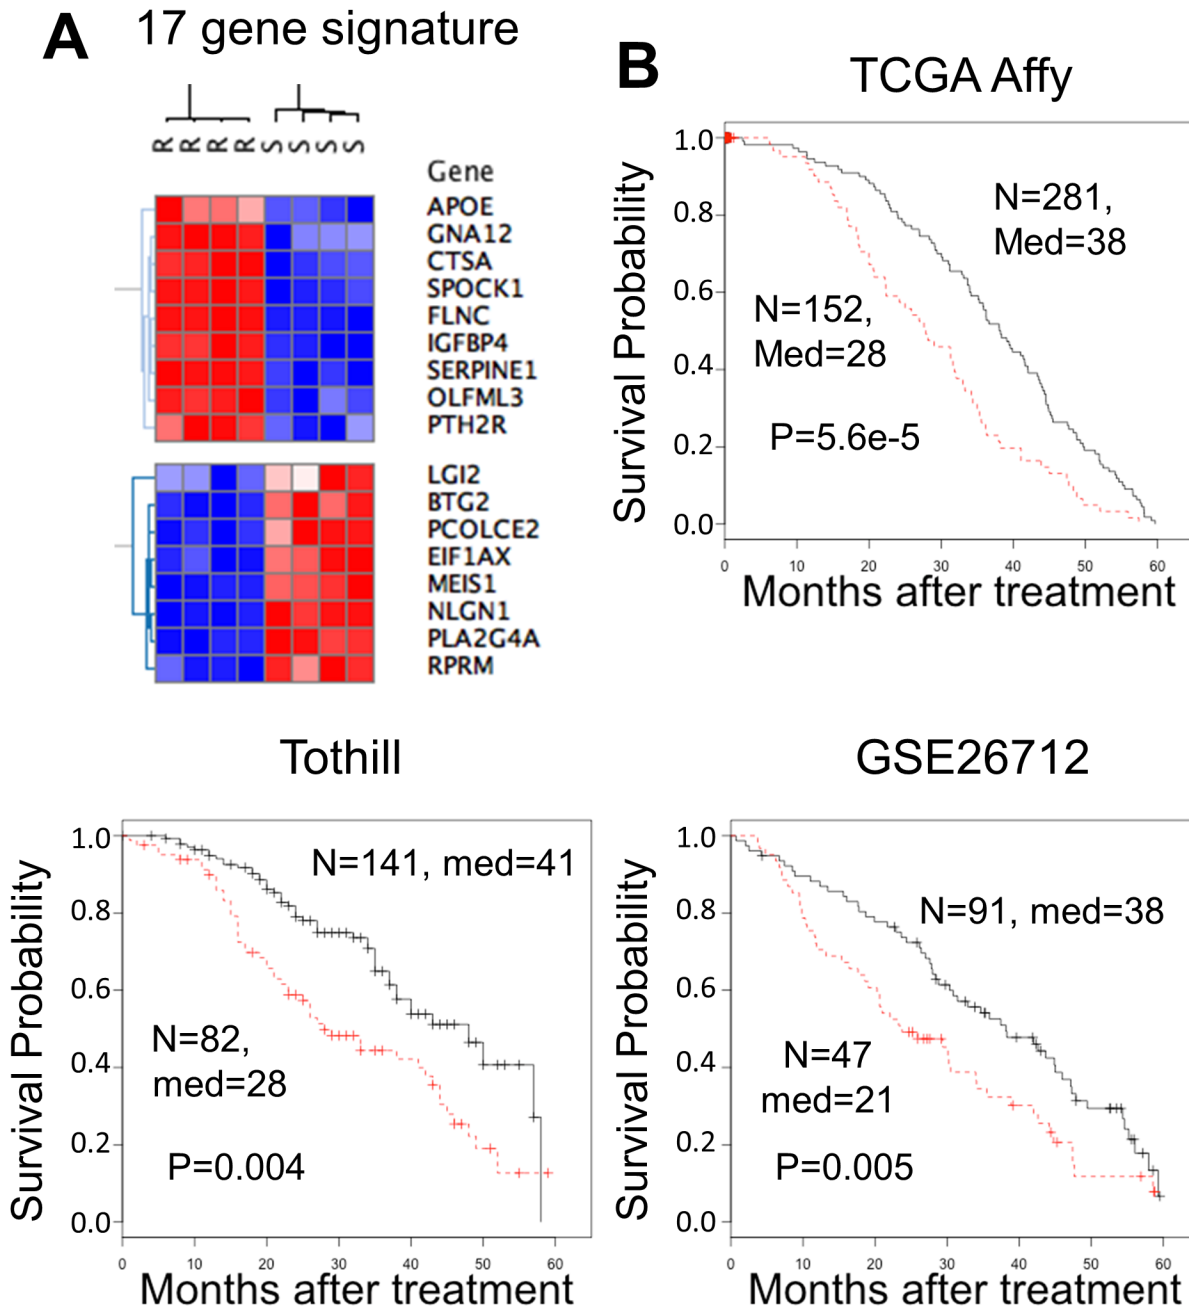 A
17 gene signature
R R R R S S S S
Gene
APOE
GNA12
CTSA
SPOCK1
FLNC
IGFBP4
SERPINE1
OLFML3
PTH2R
LGI2
BTG2
PCOLCE2
EIF1AX
MEIS1
NLGN1
PLA2G4A
RPRM
B
TCGA Affy
Survival Probability
1.0
0.8
0.6
0.4
0.2
0.0
N=281,
Med=38
N=152,
Med=28
P=5.6e-5
0 10 20 30 40 50 60
Months after treatment
Tothill
Survival Probability
1.0
0.8
0.6
0.4
0.2
0.0
N=141, med=41
N=82,
med=28
P=0.004
0 10 20 30 40 50 60
Months after treatment
GSE26712
Survival Probability
1.0
0.8
0.6
0.4
0.2
0.0
N=91, med=38
N=47
med=21
P=0.005
0 10 20 30 40 50 60
Months after treatment